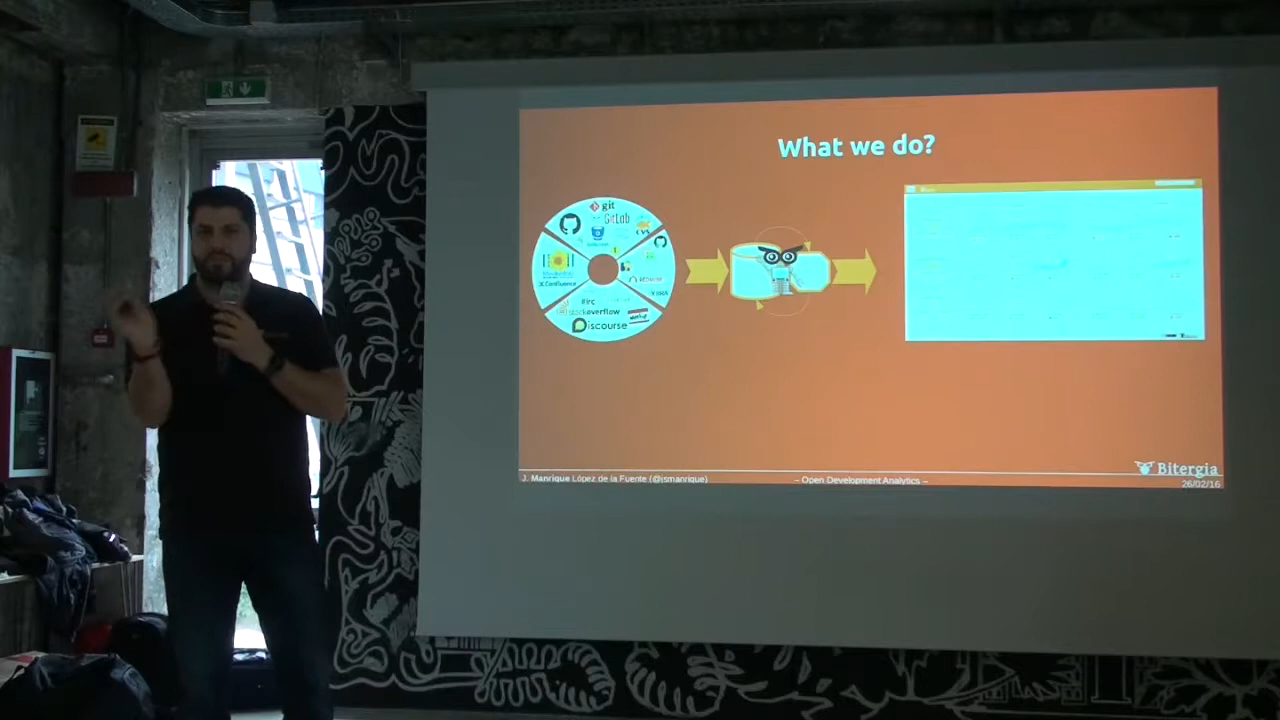 What we do?
git
GitLab
CVS
Confluence
#irc
stackoverflow
Discourse
Bitergia
J. Manrique López de la Fuente (@jsmanrique)
– Open Development Analytics –
26/02/16